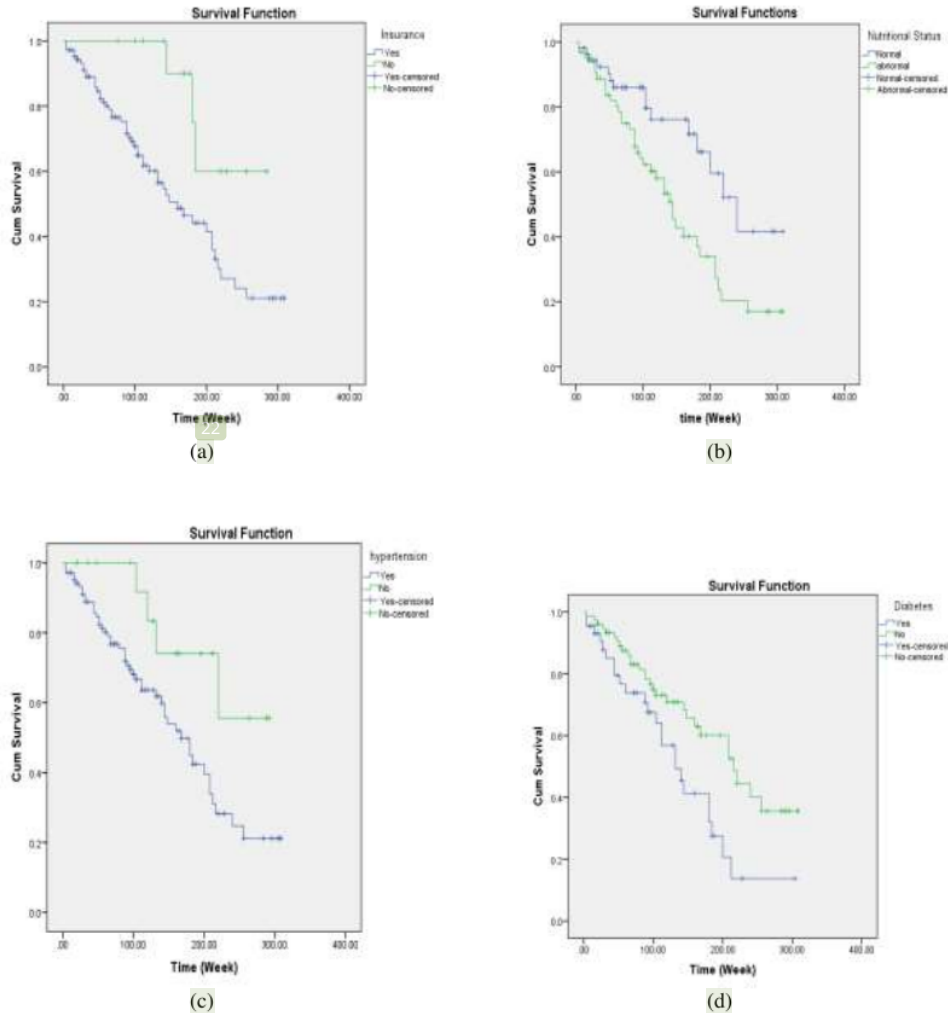 Survival Function
Insurance
Yes
No
Yes-censored
No-censored
1.0
0.8
0.6
0.4
0.2
0.0
Cum Survival
.00 100.00 200.00 300.00 400.00
Time (Week)
22
(a)
Survival Functions
Nutritional Status
Normal
abnormal
Normal-censored
Abnormal-censored
1.0
0.8
0.6
0.4
0.2
0.0
Cum Survival
.00 100.00 200.00 300.00 400.00
time (Week)
(b)
Survival Function
hypertension
Yes
No
Yes-censored
No-censored
1.0
0.8
0.6
0.4
0.2
0.0
Cum Survival
.00 100.00 200.00 300.00 400.00
Time (Week)
(c)
Survival Function
Diabetes
Yes
No
Yes-censored
No-censored
1.0
0.8
0.6
0.4
0.2
0.0
Cum Survival
.00 100.00 200.00 300.00 400.00
Time (Week)
(d)